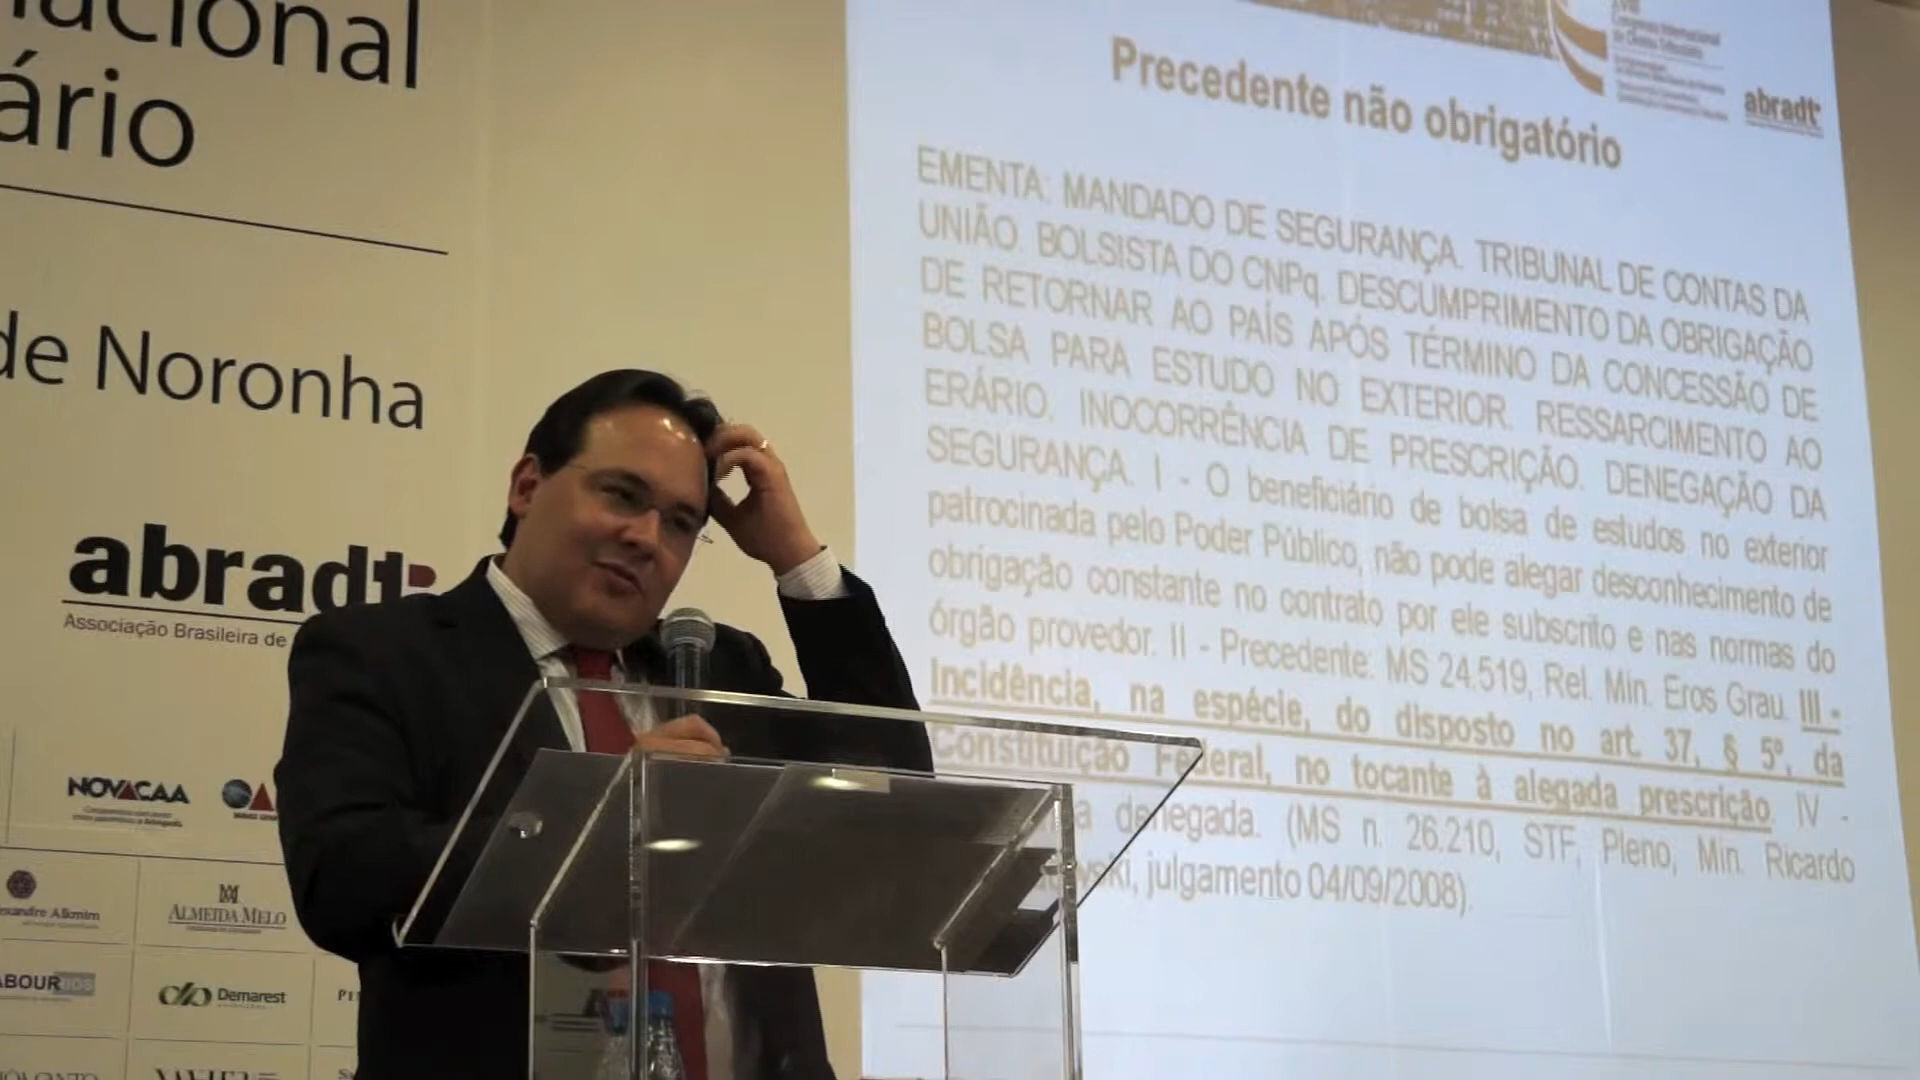 nacional
ário
de Noronha
abradt
Associação Brasileira de
NOVACAA
OA
ALMEIDA MELO
Demarest
Congresso Internacional
de Direito Tributário
abradt
Precedente não obrigatório
EMENTA: MANDADO DE SEGURANÇA. TRIBUNAL DE CONTAS DA
UNIÃO. BOLSISTA DO CNPq. DESCUMPRIMENTO DA OBRIGAÇÃO
DE RETORNAR AO PAÍS APÓS TÉRMINO DA CONCESSÃO DE
BOLSA PARA ESTUDO NO EXTERIOR. RESSARCIMENTO AO
ERÁRIO. INOCORRÊNCIA DE PRESCRIÇÃO. DENEGAÇÃO DA
SEGURANÇA. I - O beneficiário de bolsa de estudos no exterior
patrocinada pelo Poder Público, não pode alegar desconhecimento de
obrigação constante no contrato por ele subscrito e nas normas do
órgão provedor. II - Precedente: MS 24.519, Rel. Min. Eros Grau. III -
Incidência, na espécie, do disposto no art. 37, § 5º, da
Constituição Federal, no tocante à alegada prescrição. IV -
denegada. (MS n. 26.210, STF, Pleno, Min. Ricardo
julgamento 04/09/2008).